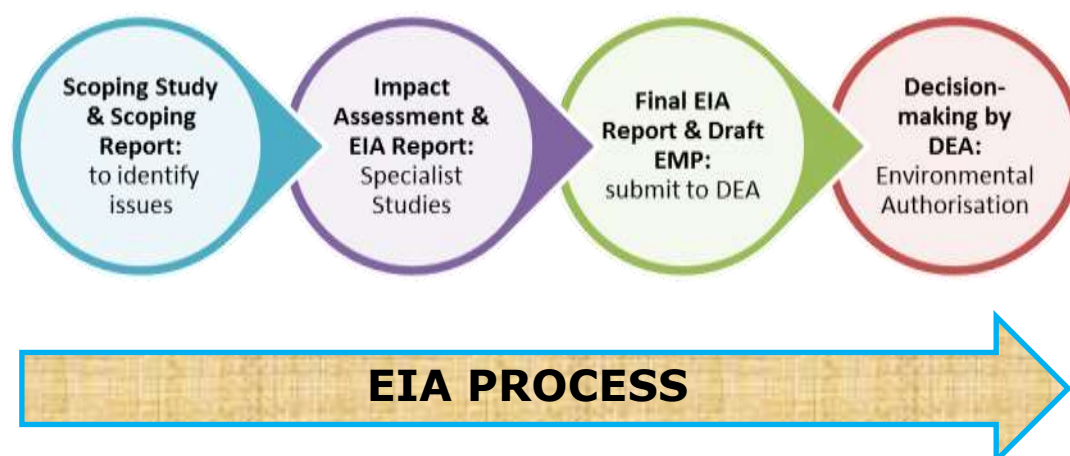 Scoping Study
& Scoping
Report:
to identify
issues
Impact
Assessment &
EIA Report:
Specialist
Studies
Final EIA
Report & Draft
EMP:
submit to DEA
Decision-
making by
DEA:
Environmental
Authorisation
EIA PROCESS